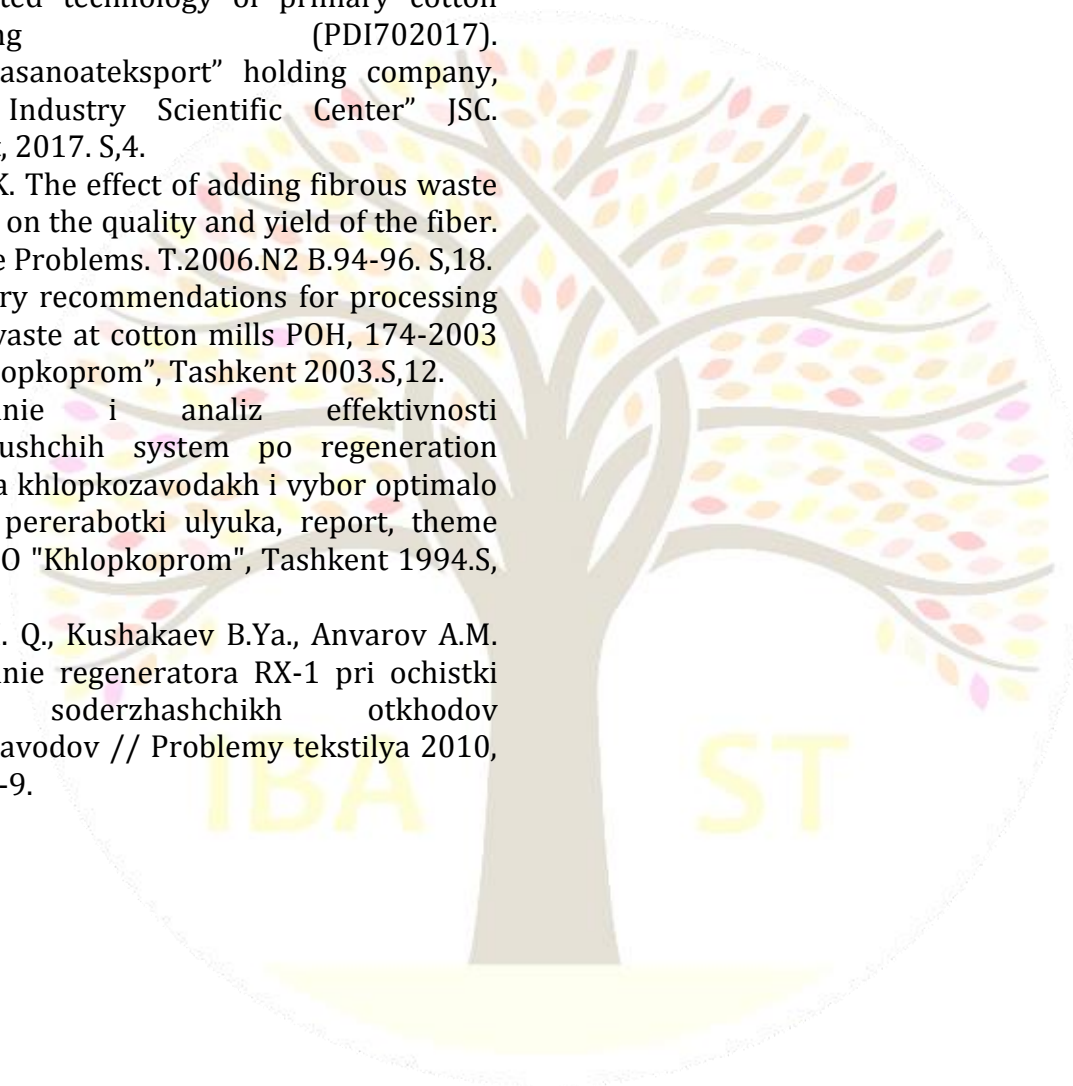 ted technology of primary cotton
ng (PDI702017).
asanoateksport” holding company,
Industry Scientific Center” JSC.
, 2017. S,4.
K. The effect of adding fibrous waste
on the quality and yield of the fiber.
e Problems. T.2006.N2 B.94-96. S,18.
ry recommendations for processing
vaste at cotton mills POH, 174-2003
lopkoprom”, Tashkent 2003.S,12.
nie i analiz effektivnosti
ushchih system po regeneration
a khlopkozavodakh i vybor optimalo
pererabotki ulyuka, report, theme
O "Khlopkoprom", Tashkent 1994.S,
. Q., Kushakaev B.Ya., Anvarov A.M.
nie regeneratora RX-1 pri ochistki
soderzhashchikh otkhodov
avodov // Problemy tekstilya 2010,
-9.
IBA ST